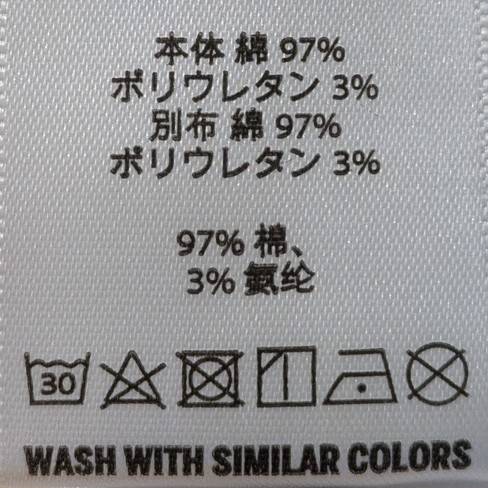 本体 綿 97%
ポリウレタン 3%
別布 綿 97%
ポリウレタン 3%
97% 棉、
3% 氨纶
30
WASH WITH SIMILAR COLORS